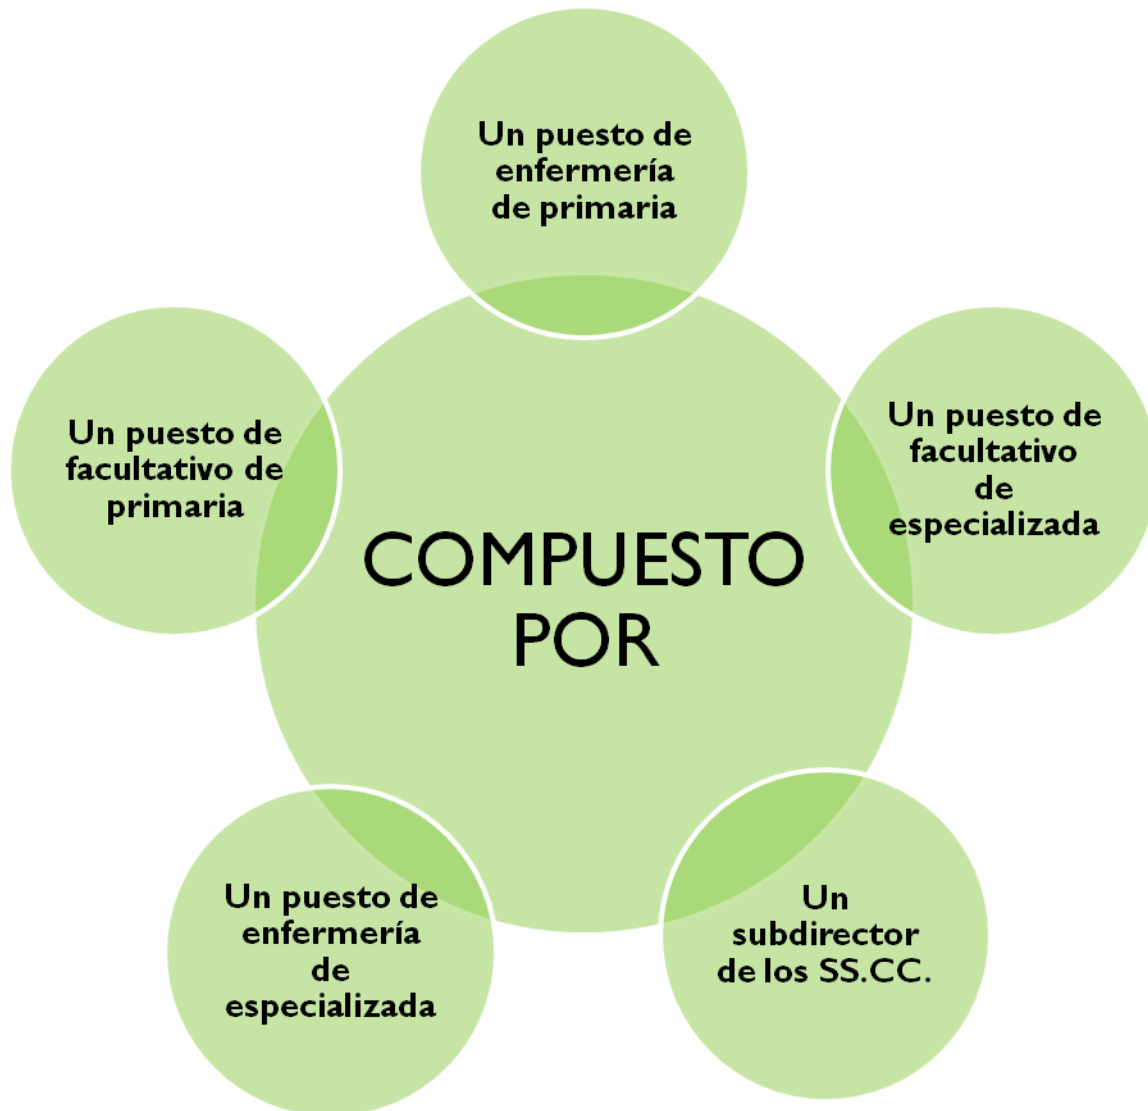 Un puesto de
enfermería
de primaria
Un puesto de
facultativo de
primaria
Un puesto de
facultativo
de
especializada
COMPUESTO
POR
Un puesto de
enfermería
de
especializada
Un
subdirector
de los SS.CC.